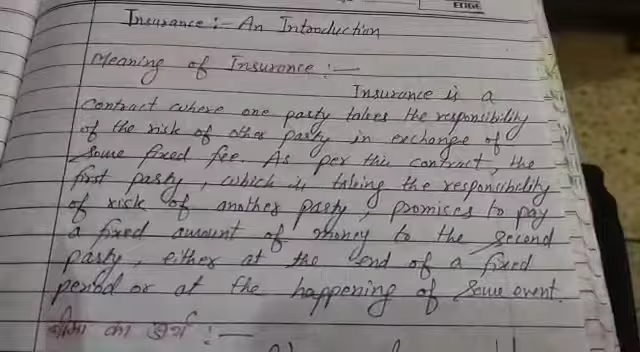 EDGE
Insurance :- An Introduction
Meaning of Insurance :-
Insurance is a
contract where one party takes the responsibility
of the risk of other party in exchange of
some fixed fee. As per this contract, the
first party, which is taking the responsibility
of risk of another party, promises to pay
a fixed amount of money to the second
party, either at the end of a fixed
period or at the happening of some event.
बीमा का अर्थ :-